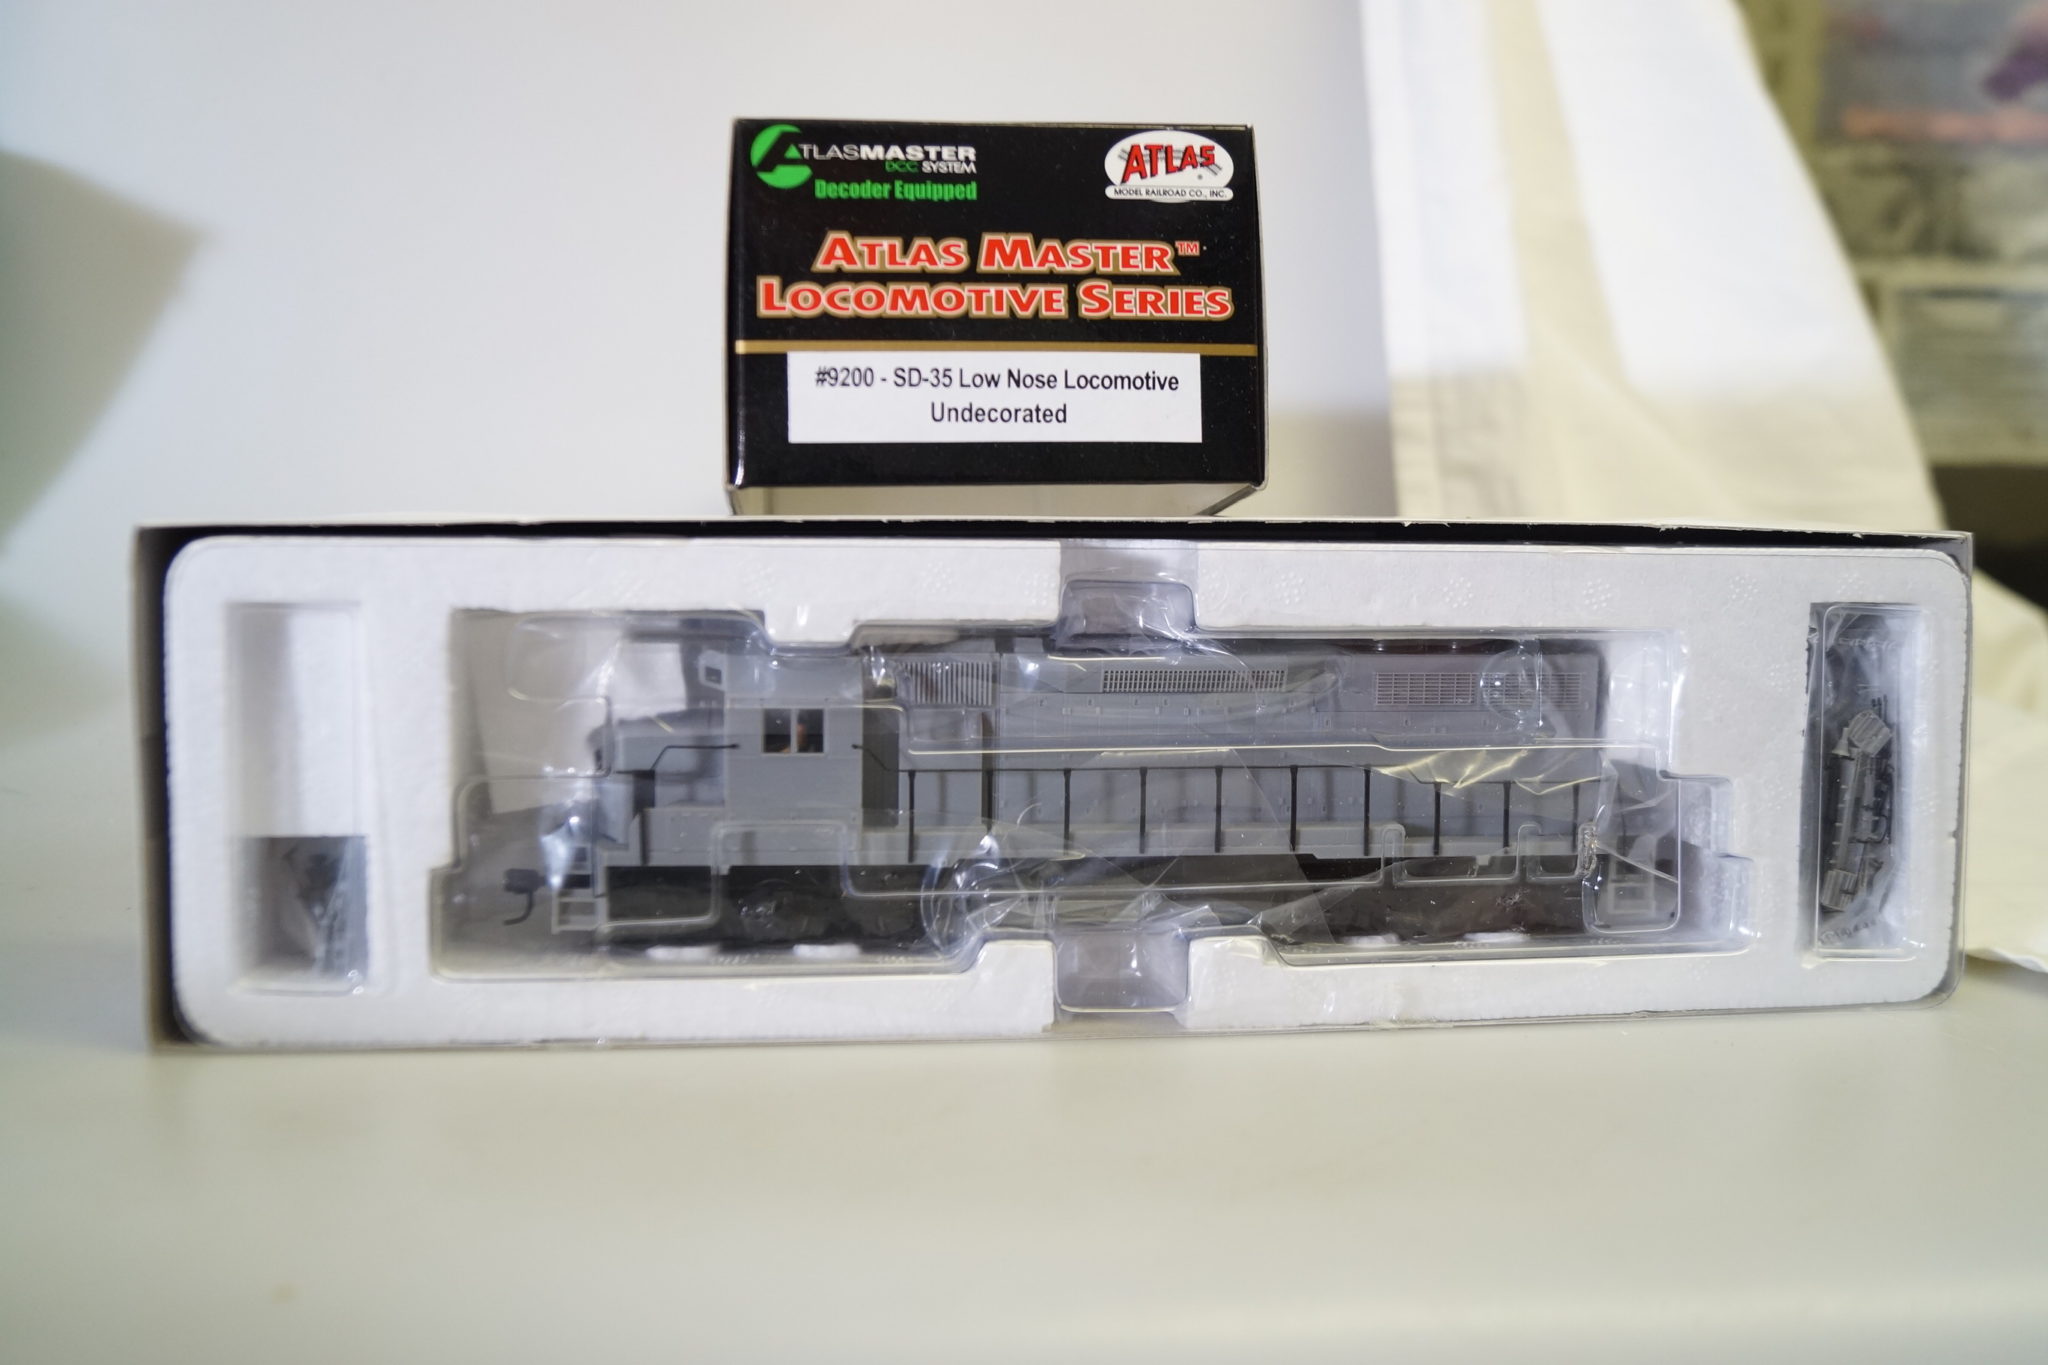 ATLASMASTER
DCC SYSTEM
Decoder Equipped
ATLAS
MODEL RAILROAD CO., INC.
ATLAS MASTER™
LOCOMOTIVE SERIES
#9200 - SD-35 Low Nose Locomotive
Undecorated